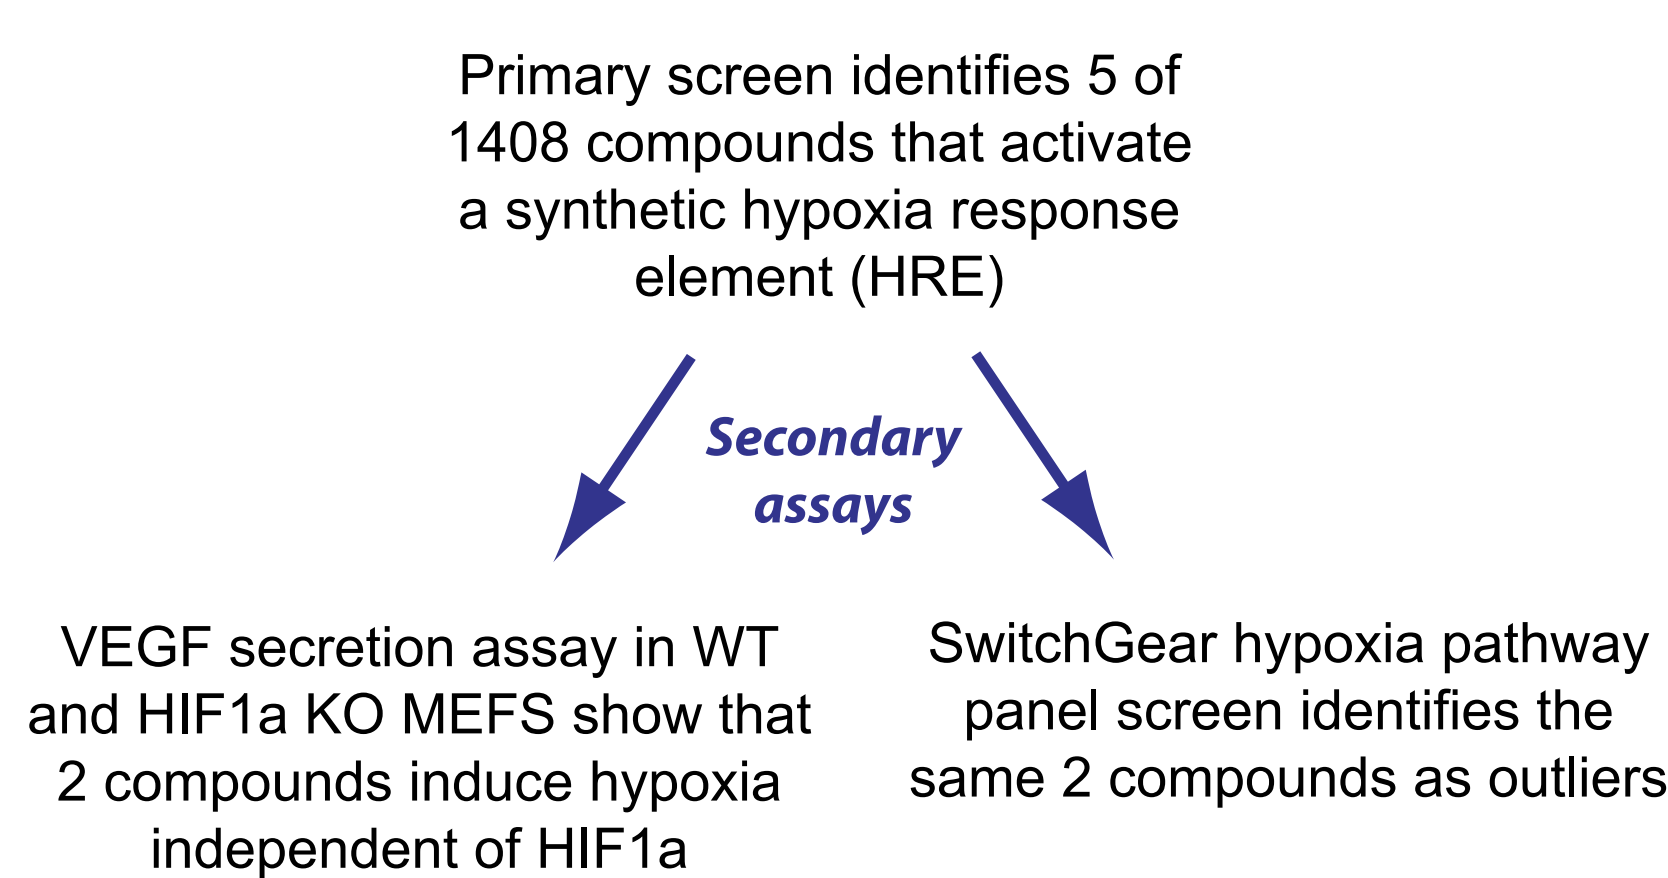 Primary screen identifies 5 of
1408 compounds that activate
a synthetic hypoxia response
element (HRE)
Secondary
assays
VEGF secretion assay in WT
and HIF1a KO MEFS show that
2 compounds induce hypoxia
independent of HIF1a
SwitchGear hypoxia pathway
panel screen identifies the
same 2 compounds as outliers